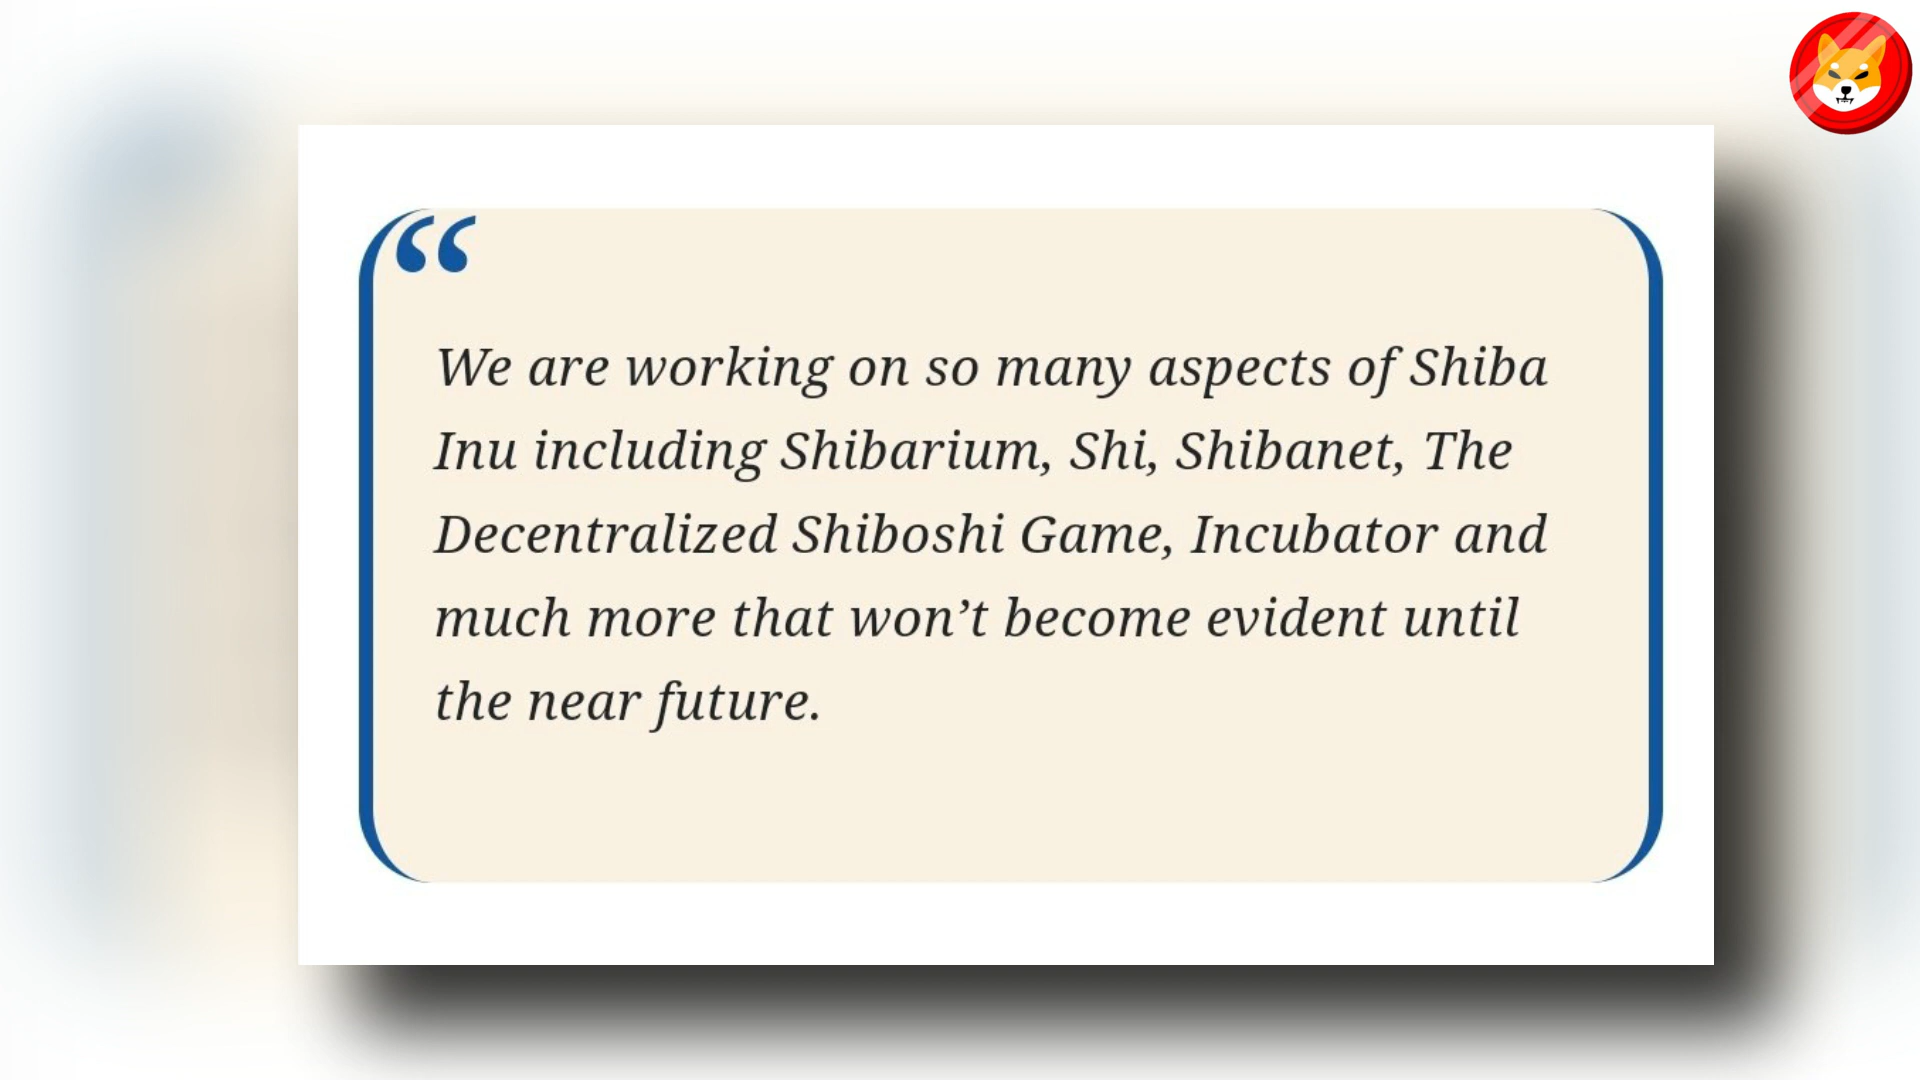 “
We are working on so many aspects of Shiba
Inu including Shibarium, Shi, Shibanet, The
Decentralized Shiboshi Game, Incubator and
much more that won’t become evident until
the near future.